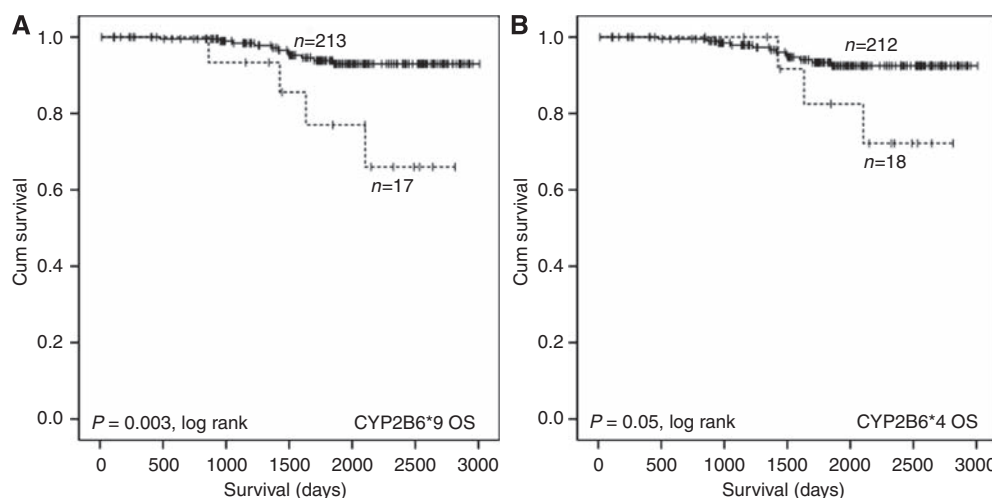 A
1.0
0.8
0.6
0.4
0.2
0.0
Cum survival
n=213
n=17
P = 0.003, log rank
CYP2B6*9 OS
0 500 1000 1500 2000 2500 3000
Survival (days)
B
1.0
0.8
0.6
0.4
0.2
0.0
Cum survival
n=212
n=18
P = 0.05, log rank
CYP2B6*4 OS
0 500 1000 1500 2000 2500 3000
Survival (days)